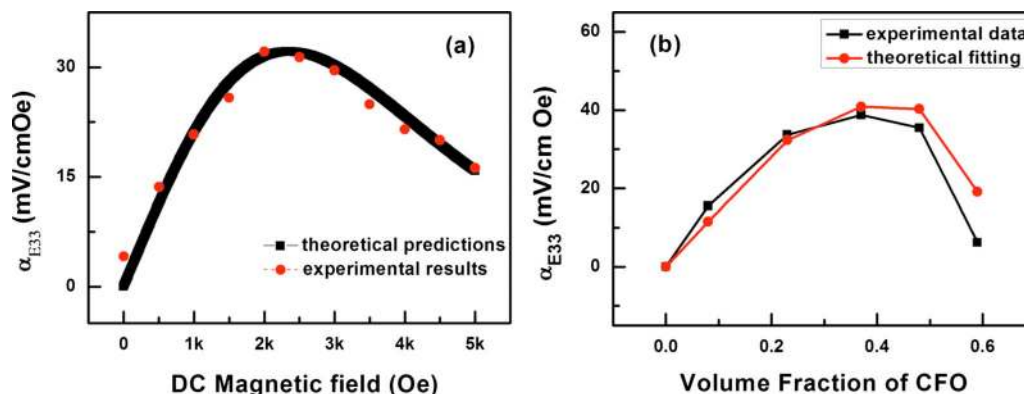 (a)
30
15
0
α_E33 (mV/cmOe)
theoretical predictions
experimental results
0 1k 2k 3k 4k 5k
DC Magnetic field (Oe)
(b)
experimental data
theoretical fitting
60
40
20
0
α_E33 (mV/cm Oe)
0.0 0.2 0.4 0.6
Volume Fraction of CFO